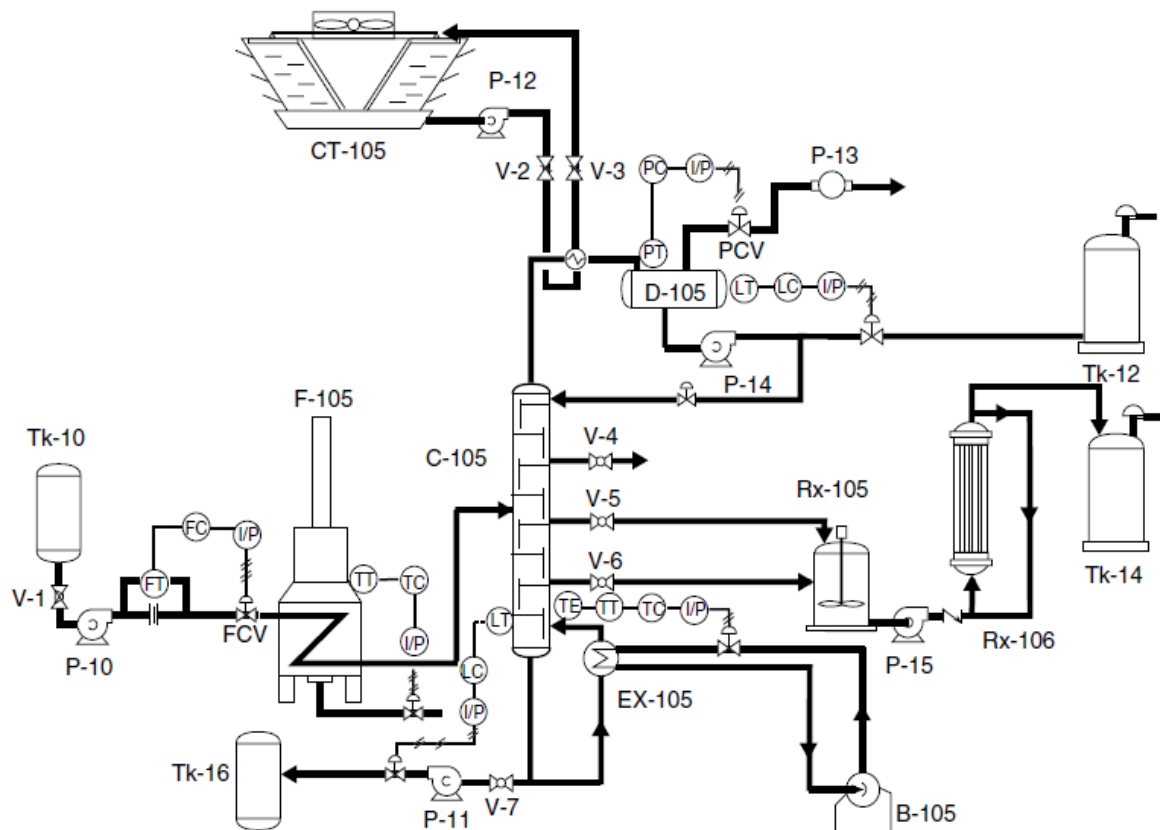 P-12
CT-105
V-2
V-3
PC
I/P
P-13
PT
PCV
D-105
LT
LC
I/P
P-14
Tk-12
F-105
Tk-10
C-105
V-4
Rx-105
V-5
FC
I/P
V-6
Tk-14
FT
TT
TC
V-1
TE
TT
TC
I/P
LT
FCV
I/P
P-10
P-15
Rx-106
LC
EX-105
I/P
Tk-16
P-11
V-7
B-105